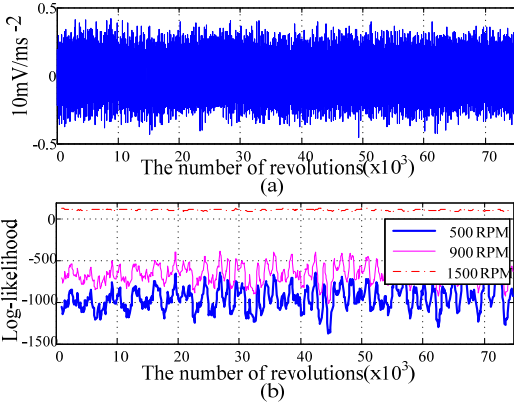 0.5
0
-0.5
10mV/ms -2
0 10 20 30 40 50 60 70
The number of revolutions(x10³)
(a)
0
-500
-1000
-1500
Log-likelihood
500 RPM
900 RPM
1500 RPM
0 10 20 30 40 50 60 70
The number of revolutions(x10³)
(b)